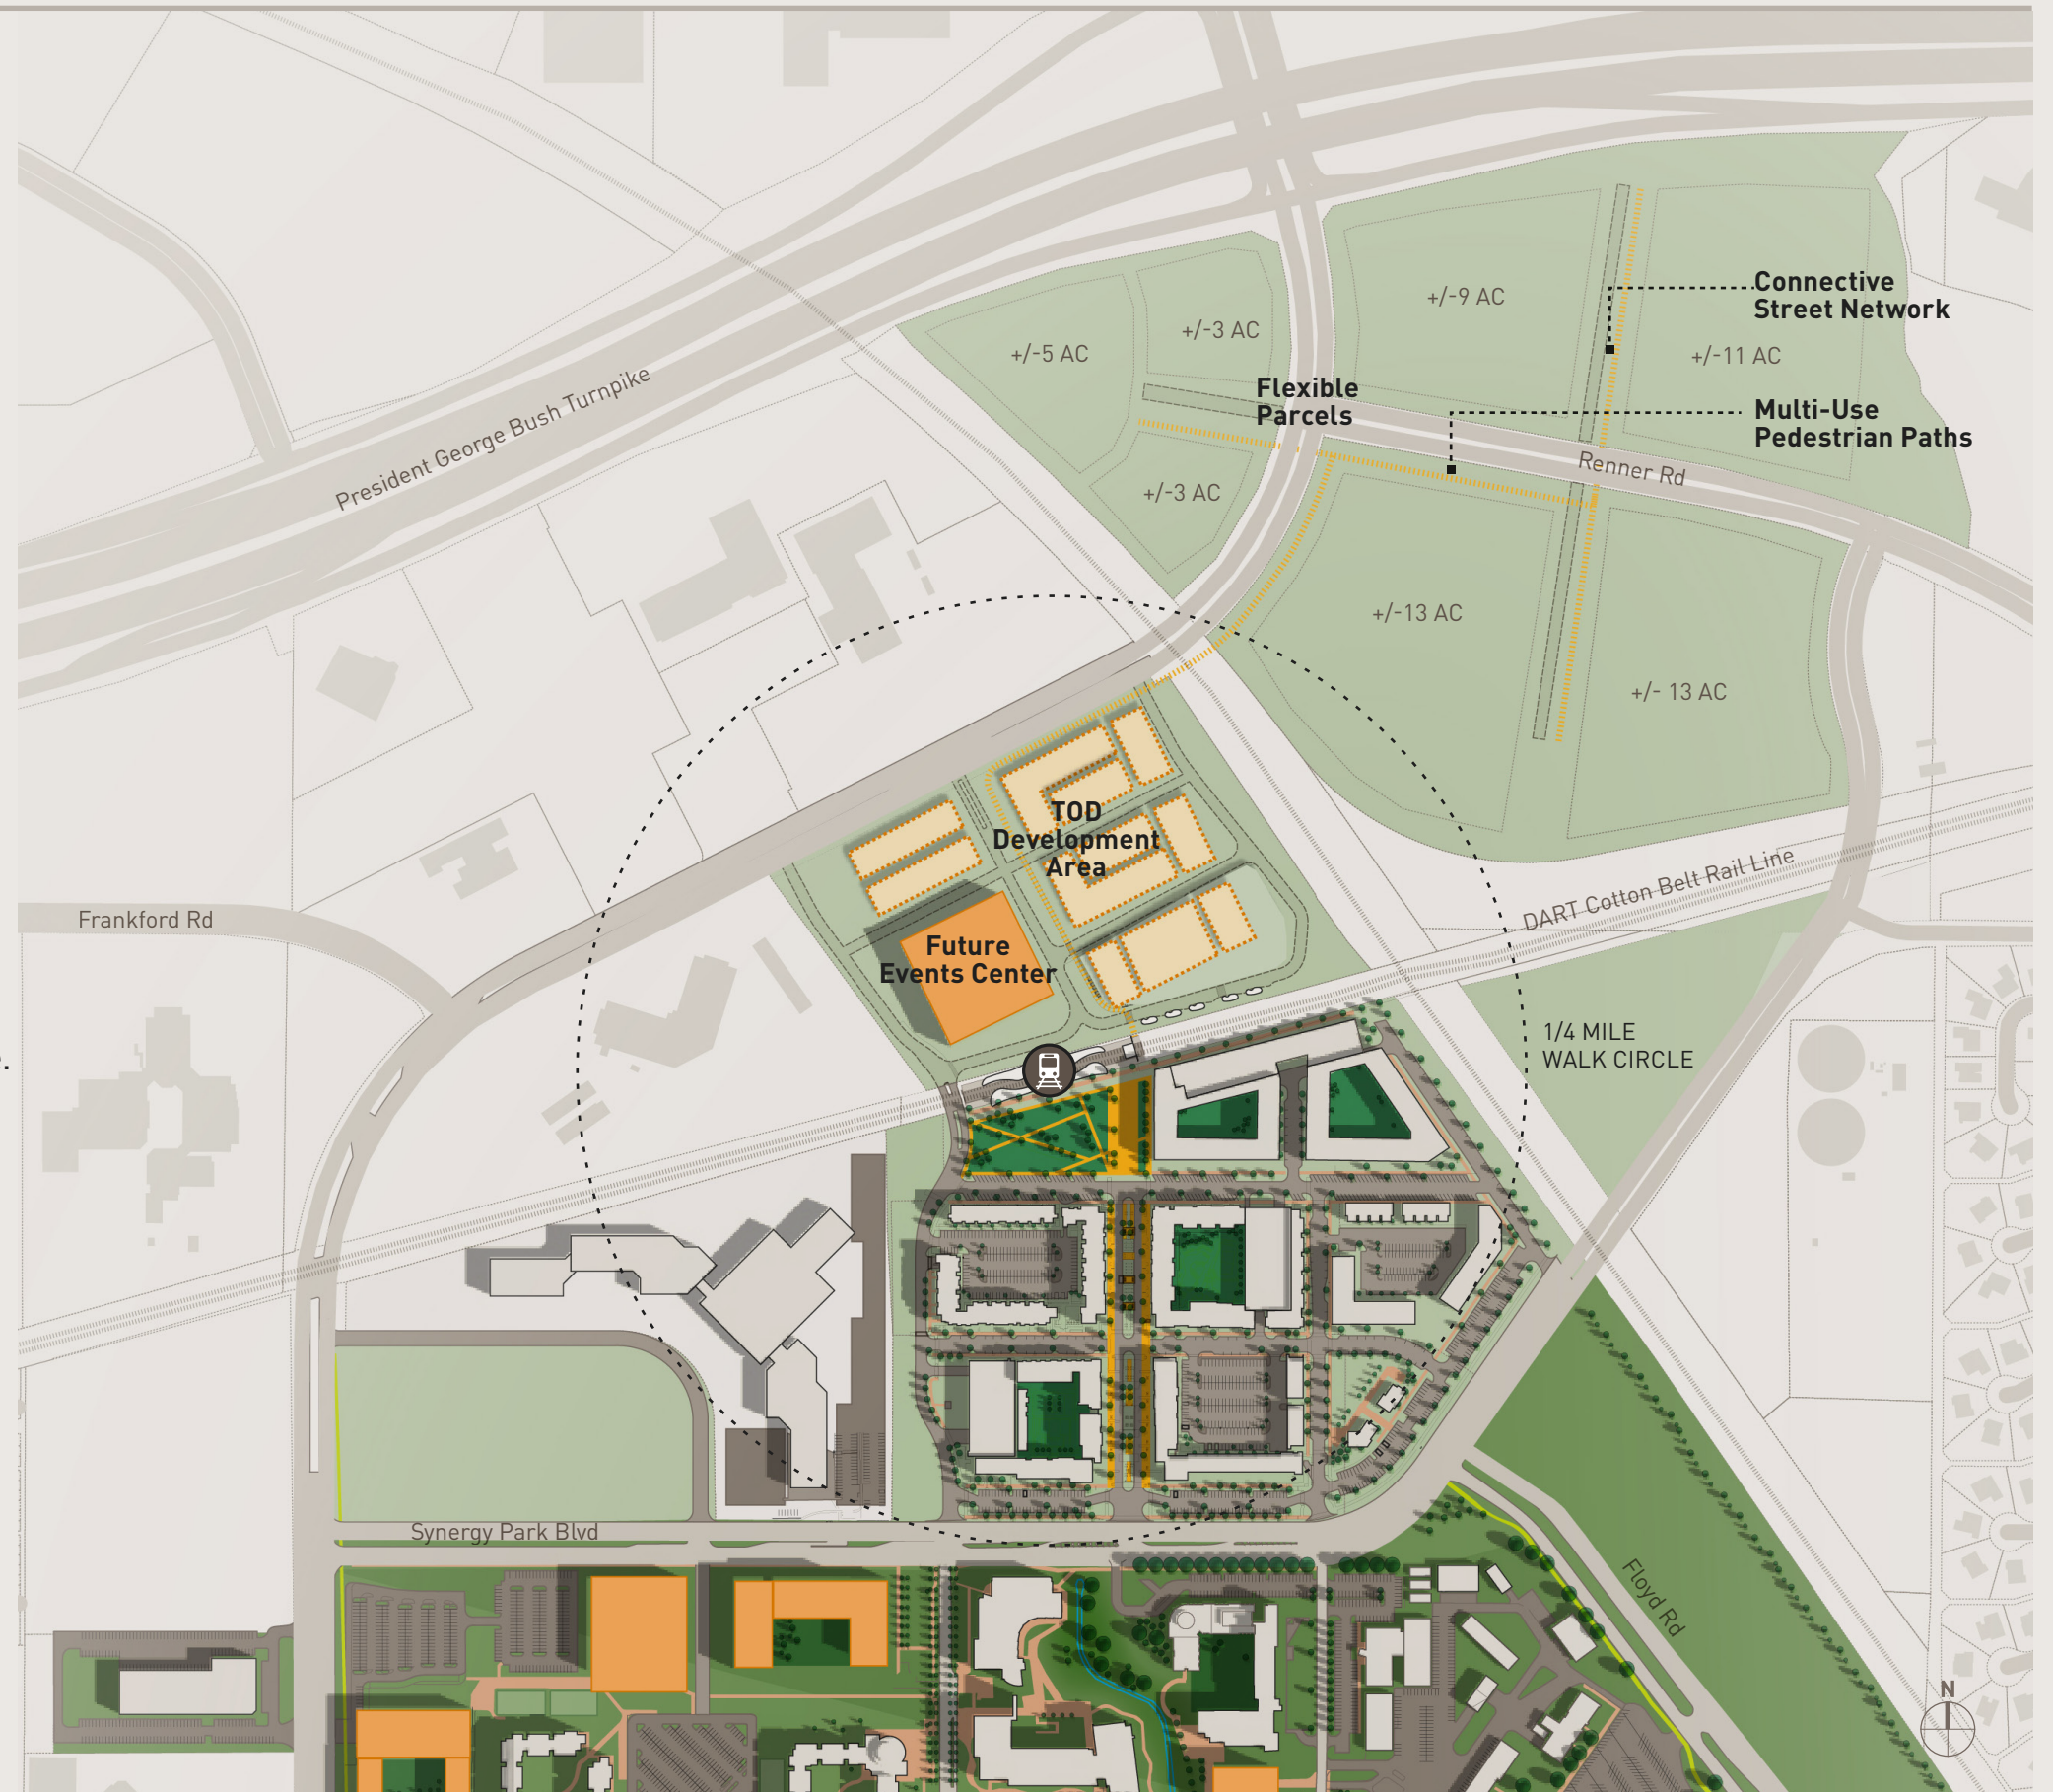 Connective
Street Network
+/-9 AC
+/-3 AC
+/-5 AC
+/-11 AC
Flexible
Parcels
Multi-Use
Pedestrian Paths
President George Bush Turnpike
Renner Rd
+/-3 AC
+/-13 AC
+/- 13 AC
TOD
Development
Area
DART Cotton Belt Rail Line
Frankford Rd
Future
Events Center
1/4 MILE
WALK CIRCLE
Synergy Park Blvd
Floyd Rd
N